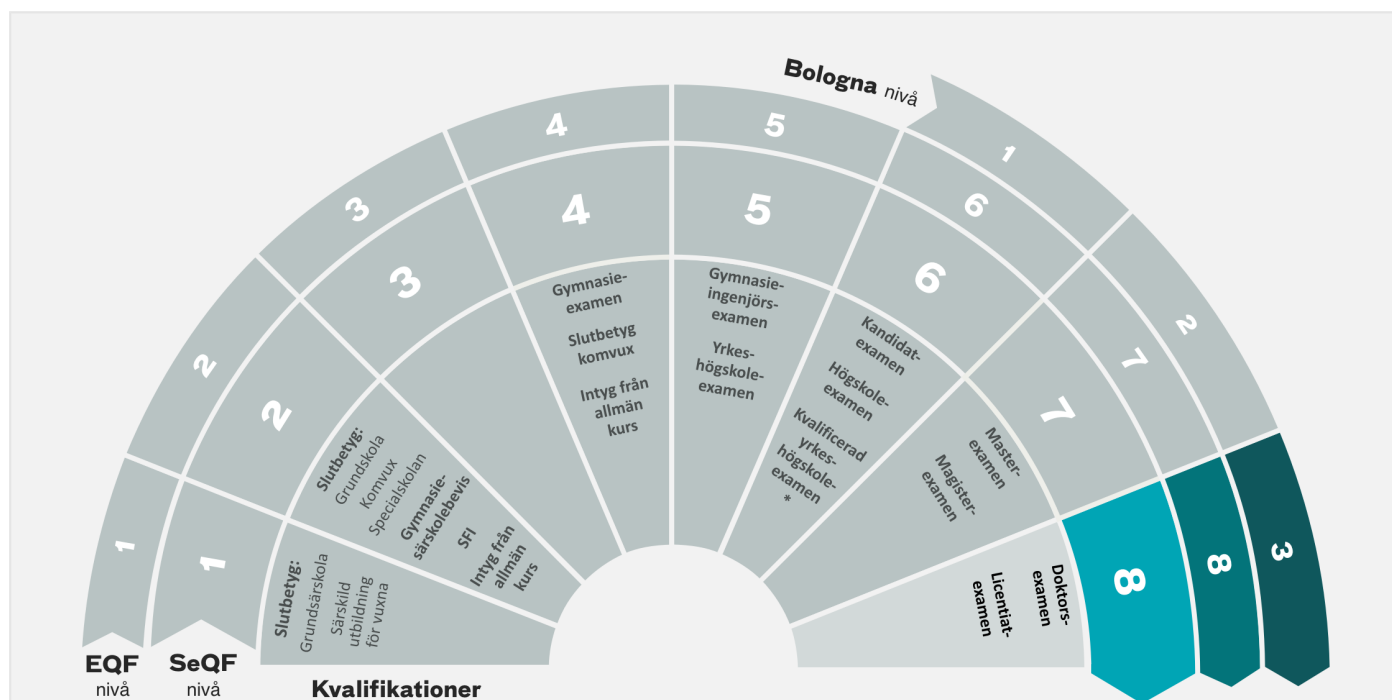 Bologna nivå
1
2
3
1
2
3
4
5
6
7
8
1
2
3
4
5
6
7
8
Slutbetyg:
Grundsärskola
Särskild
utbildning
för vuxna
Slutbetyg:
Grundskola
Komvux
Specialskolan
Gymnasie-
särskolebevis
SFI
Intyg från
allmän
kurs
Gymnasie-
examen
Slutbetyg
komvux
Intyg från
allmän
kurs
Gymnasie-
ingenjörs-
examen
Yrkes-
högskole-
examen
Kandidat-
examen
Högskole-
examen
Kvalificerad
yrkes-
högskole-
examen
*
Master-
examen
Magister-
examen
Doktors-
examen
Licentiat-
examen
EQF
nivå
SeQF
nivå
Kvalifikationer